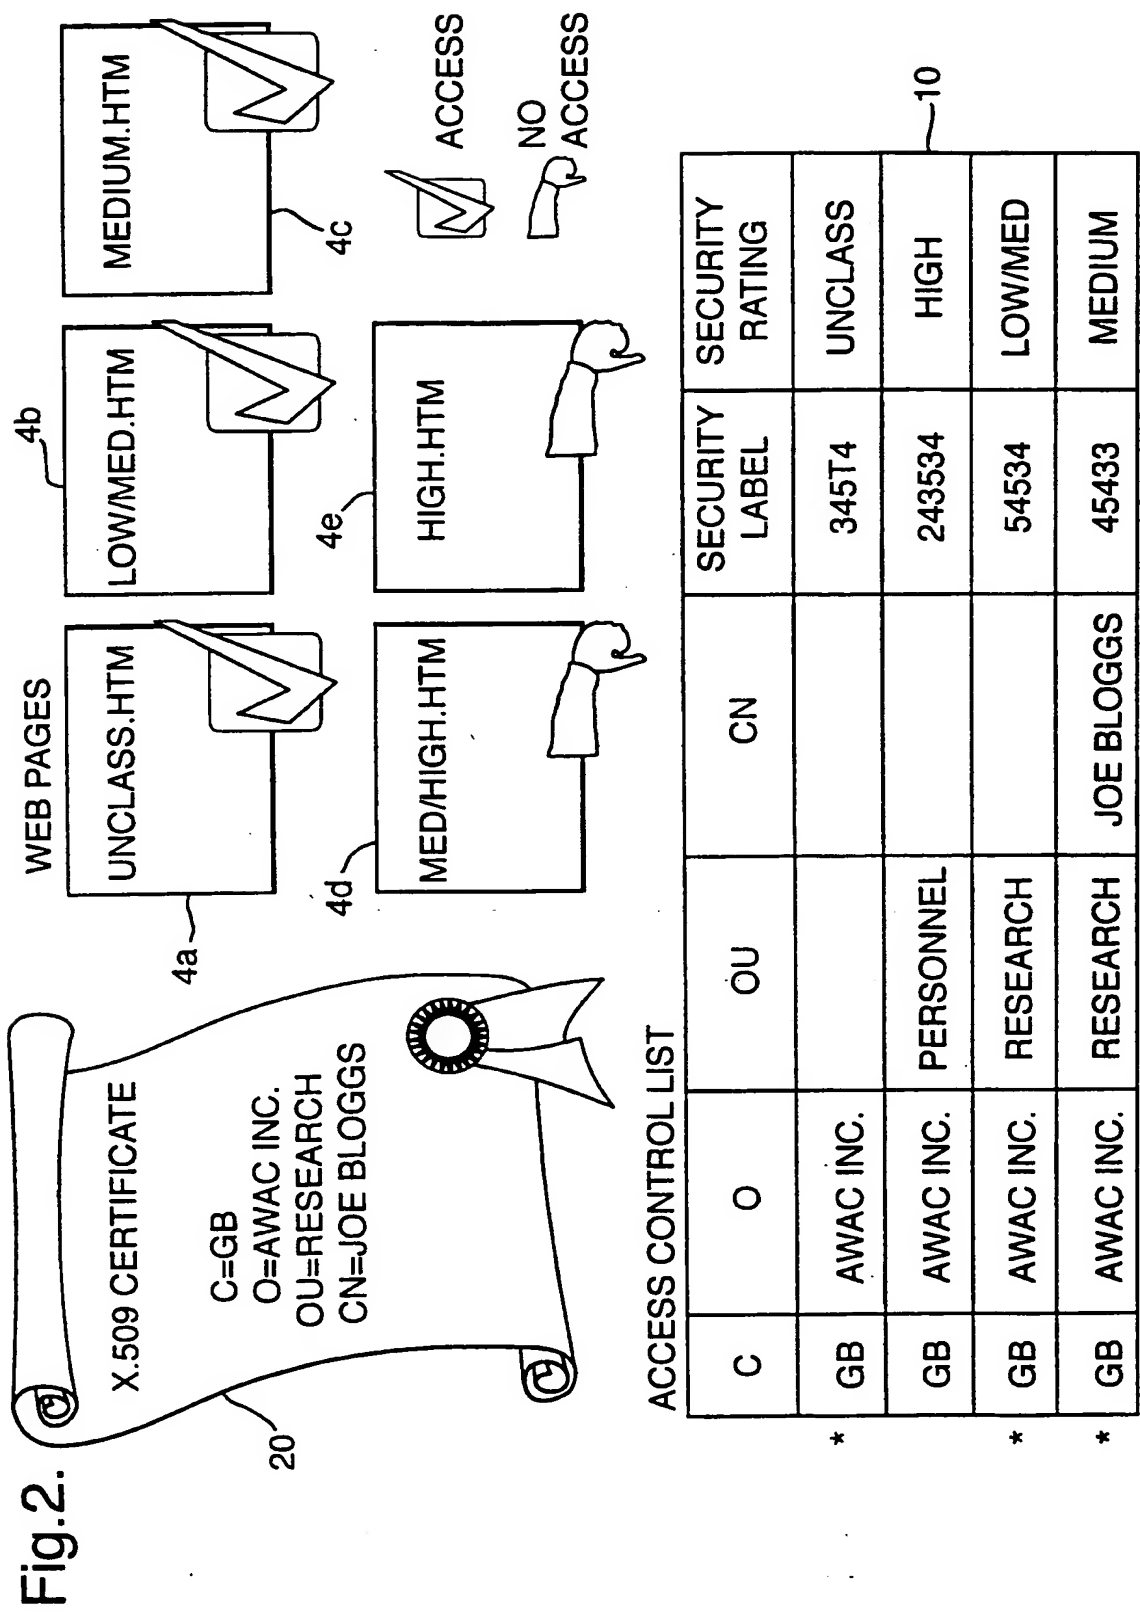 Fig.2.
X.509 CERTIFICATE
C=GB
O=AWAC INC.
OU=RESEARCH
CN=JOE BLOGGS
20
WEB PAGES
UNCLASS.HTM
4a
LOW/MED.HTM
4b
MEDIUM.HTM
4c
MED/HIGH.HTM
4d
HIGH.HTM
4e
ACCESS
NO
ACCESS
ACCESS CONTROL LIST
C O OU CN SECURITY LABEL SECURITY RATING
* GB AWAC INC. 345T4 UNCLASS
GB AWAC INC. PERSONNEL 243534 HIGH
* GB AWAC INC. RESEARCH 54534 LOW/MED
* GB AWAC INC. RESEARCH JOE BLOGGS 45433 MEDIUM
10